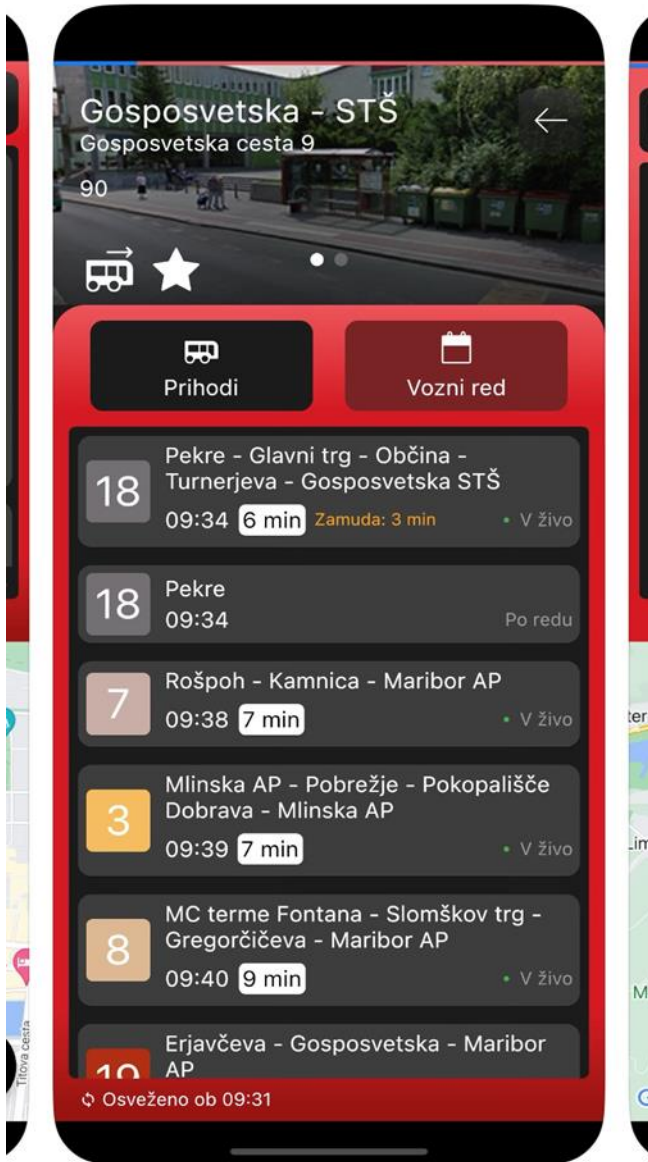 Gosposvetska - STŠ
Gosposvetska cesta 9
90
Prihodi
Vozni red
18
Pekre - Glavni trg - Občina -
Turnerjeva - Gosposvetska STŠ
09:34 6 min Zamuda: 3 min • V živo
18
Pekre
09:34 Po redu
7
Rošpoh - Kamnica - Maribor AP
09:38 7 min • V živo
3
Mlinska AP - Pobrežje - Pokopališče
Dobrava - Mlinska AP
09:39 7 min • V živo
8
MC terme Fontana - Slomškov trg -
Gregorčičeva - Maribor AP
09:40 9 min • V živo
Erjavčeva - Gosposvetska - Maribor
AP
Osveženo ob 09:31
Titova cesta